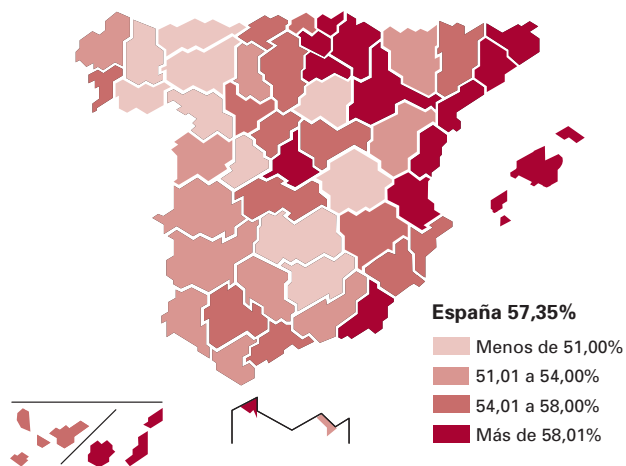 España 57,35%
Menos de 51,00%
51,01 a 54,00%
54,01 a 58,00%
Más de 58,01%